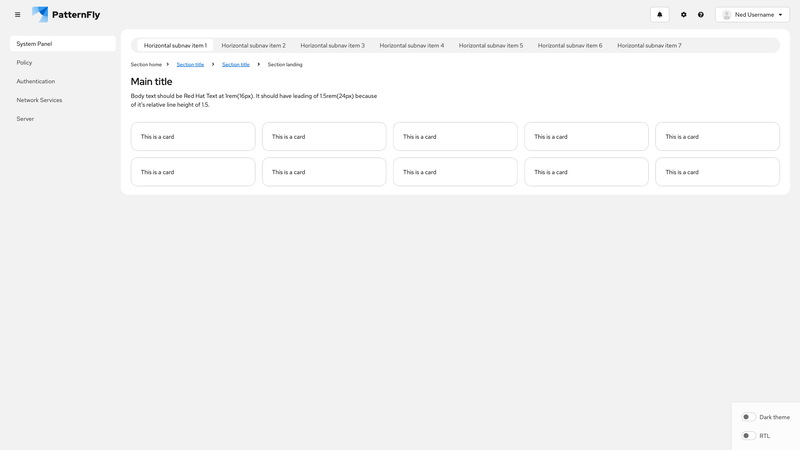 PatternFly
Ned Username
System Panel
Policy
Authentication
Network Services
Server
Horizontal subnav item 1
Horizontal subnav item 2
Horizontal subnav item 3
Horizontal subnav item 4
Horizontal subnav item 5
Horizontal subnav item 6
Horizontal subnav item 7
Section home
Section title
Section title
Section landing
Main title
Body text should be Red Hat Text at 1rem(16px). It should have leading of 1.5rem(24px) because
of it's relative line height of 1.5.
This is a card
This is a card
This is a card
This is a card
This is a card
This is a card
This is a card
This is a card
This is a card
This is a card
Dark theme
RTL